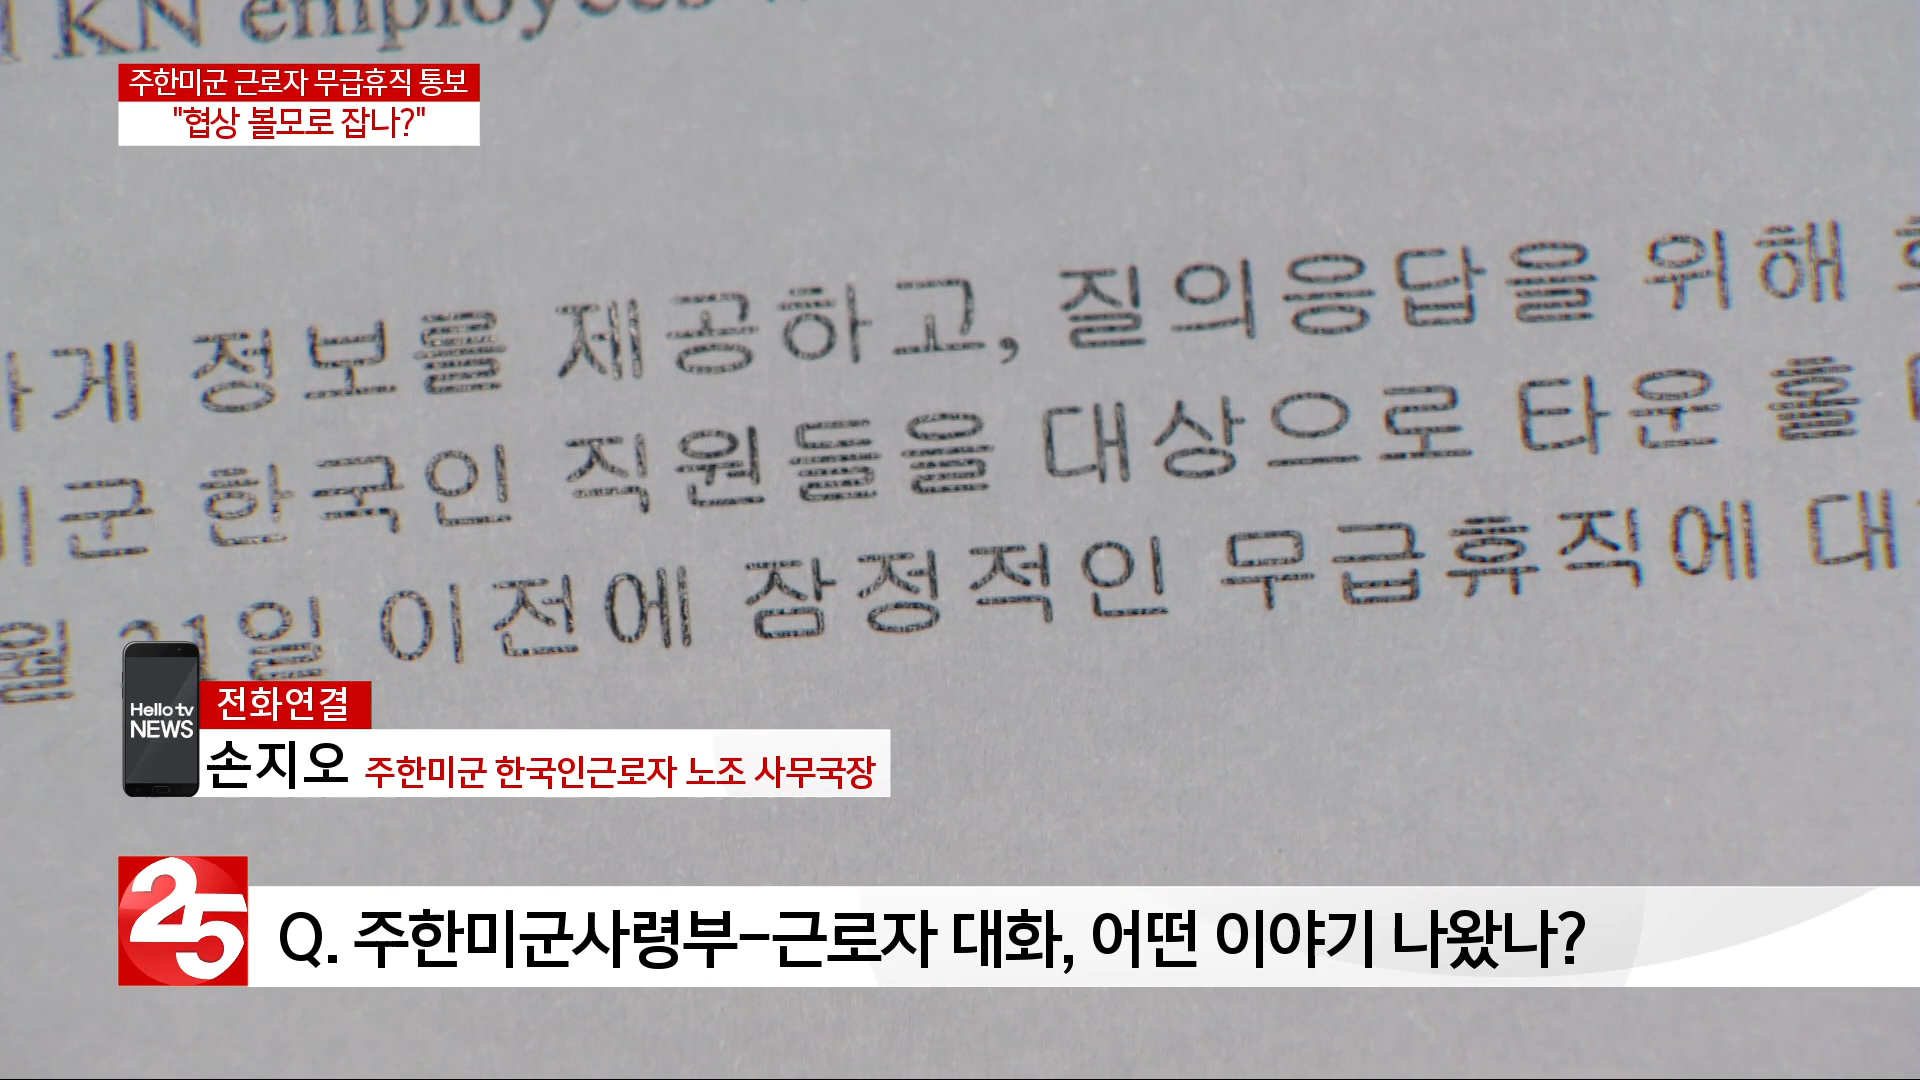 KN employees
주한미군 근로자 무급휴직 통보
"협상 볼모로 잡나?"
게 정보를 제공하고, 질의응답을 위해
미군 한국인 직원들을 대상으로 타운 홀
월 31일 이전에 잠정적인 무급휴직에 대
전화연결
Hello tv
NEWS
손지오 주한미군 한국인근로자 노조 사무국장
25
Q. 주한미군사령부-근로자 대화, 어떤 이야기 나왔나?